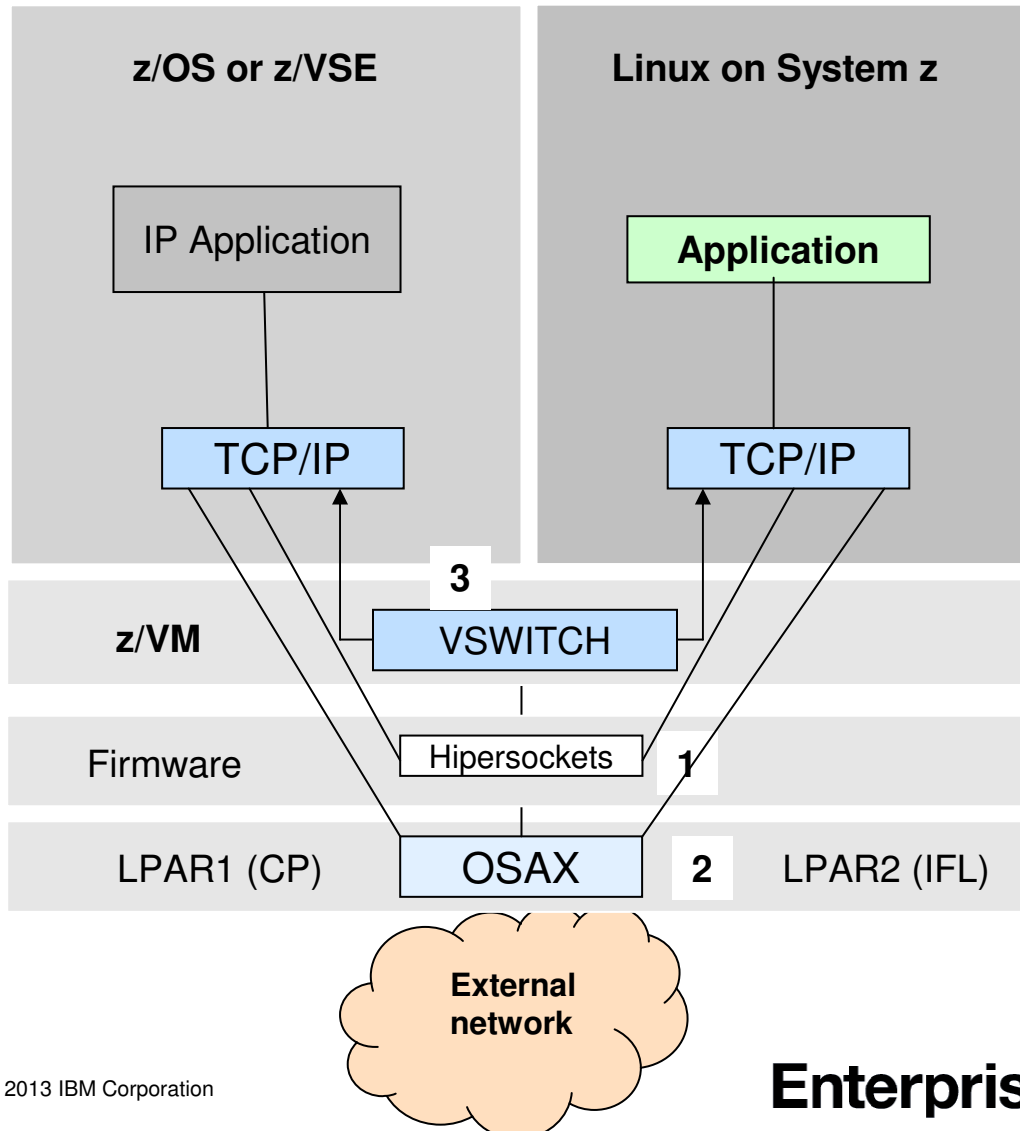 z/OS or z/VSE
Linux on System z
IP Application
Application
TCP/IP
TCP/IP
3
z/VM
VSWITCH
Firmware
Hipersockets
1
LPAR1 (CP)
OSAX
2
LPAR2 (IFL)
External
network
2013 IBM Corporation
Enterpris